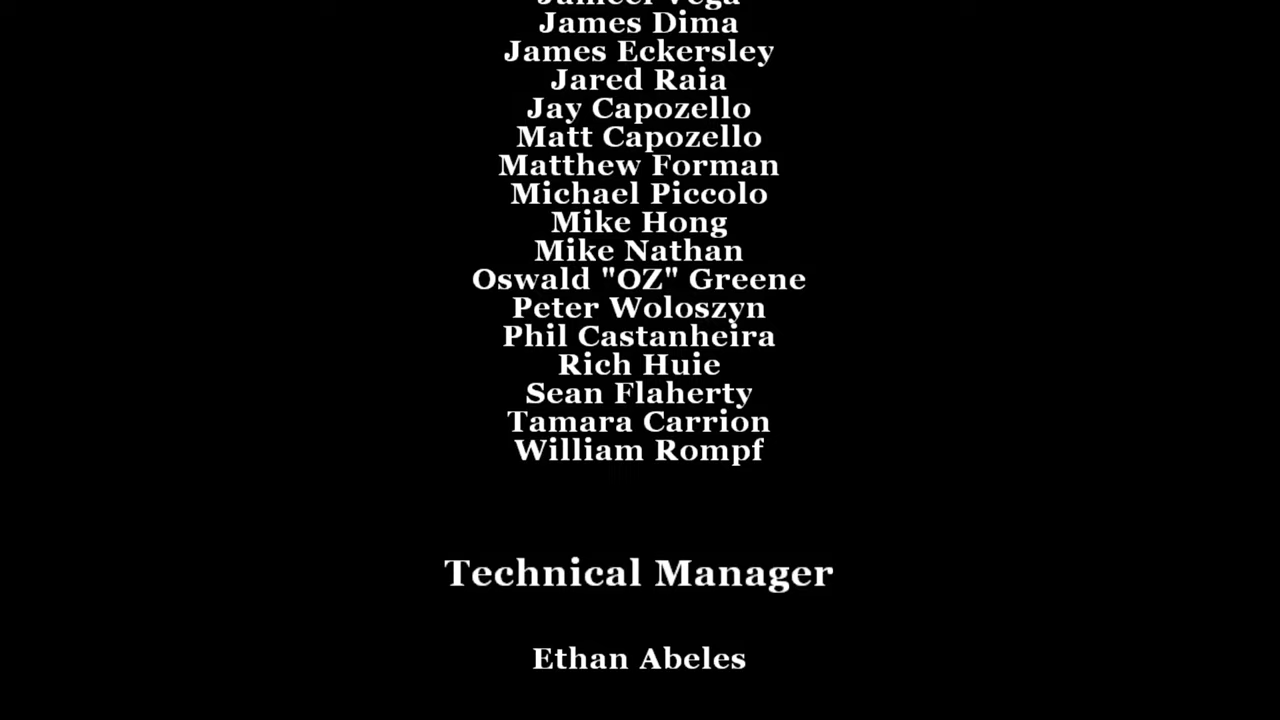 James Dima
James Eckersley
Jared Raia
Jay Capozello
Matt Capozello
Matthew Forman
Michael Piccolo
Mike Hong
Mike Nathan
Oswald "OZ" Greene
Peter Woloszyn
Phil Castanheira
Rich Huie
Sean Flaherty
Tamara Carrion
William Rompf
Technical Manager
Ethan Abeles